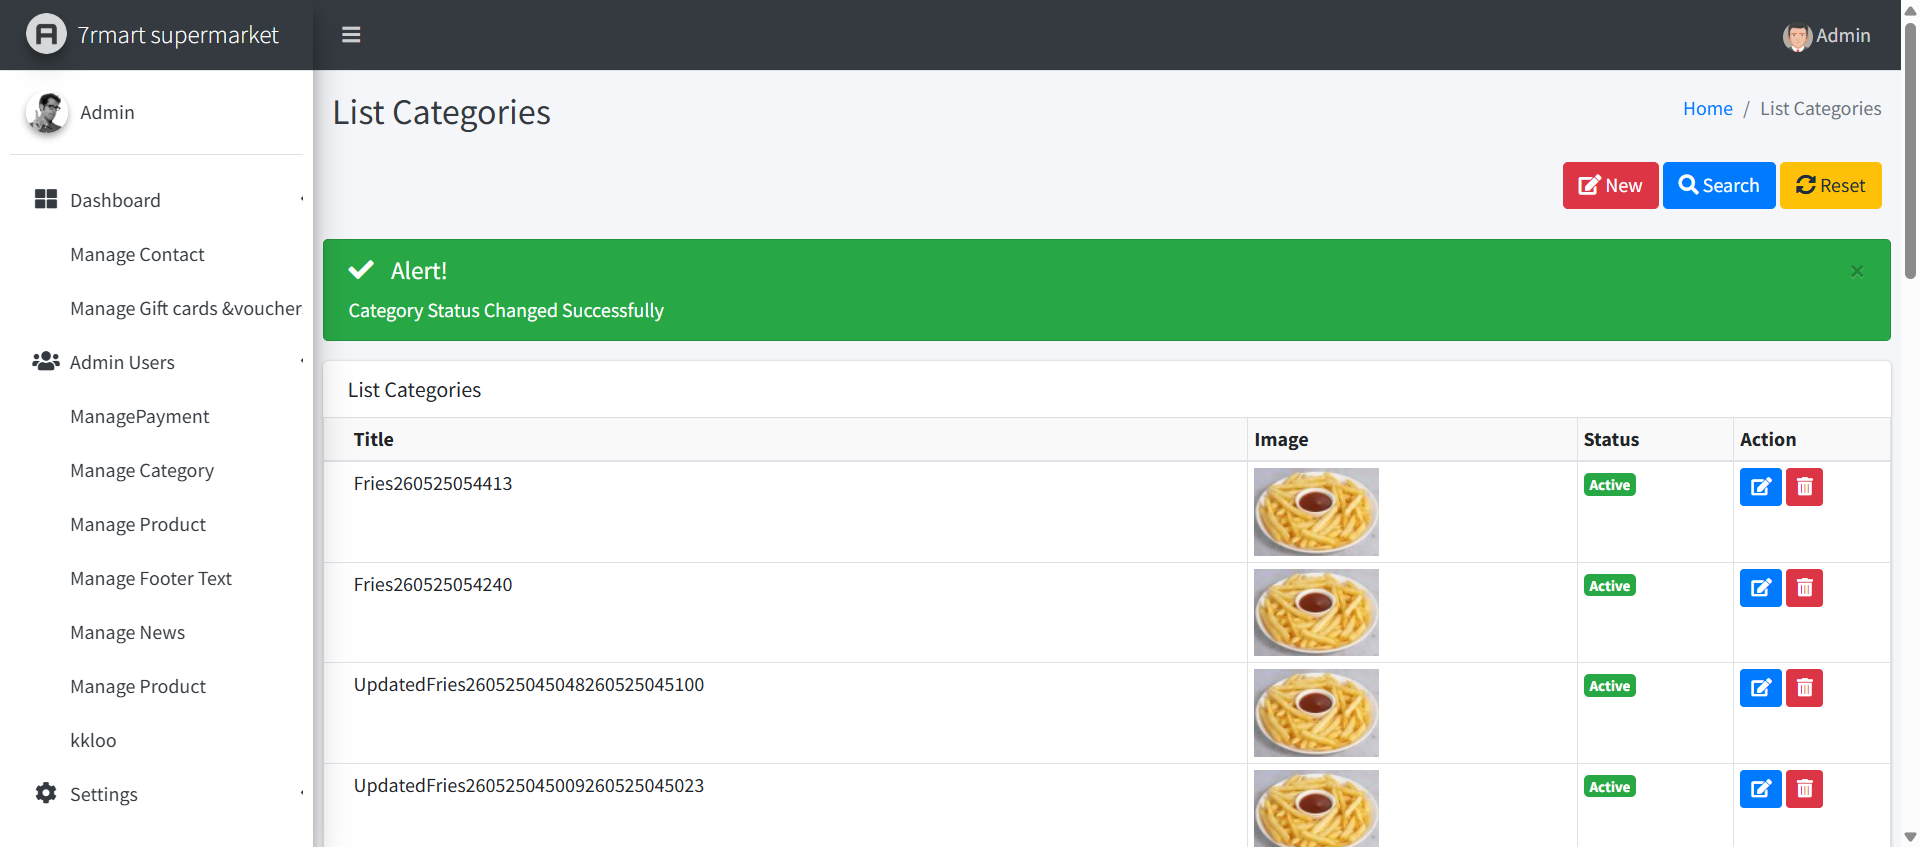 7rmart supermarket
Admin
Admin
List Categories
Home / List Categories
New
Search
Reset
Dashboard
Manage Contact
Manage Gift cards &voucher
Admin Users
ManagePayment
Manage Category
Manage Product
Manage Footer Text
Manage News
Manage Product
kkloo
Settings
Alert!
×
Category Status Changed Successfully
List Categories
Title Image Status Action
Fries260525054413 Active
Fries260525054240 Active
UpdatedFries260525045048260525045100 Active
UpdatedFries260525045009260525045023 Active